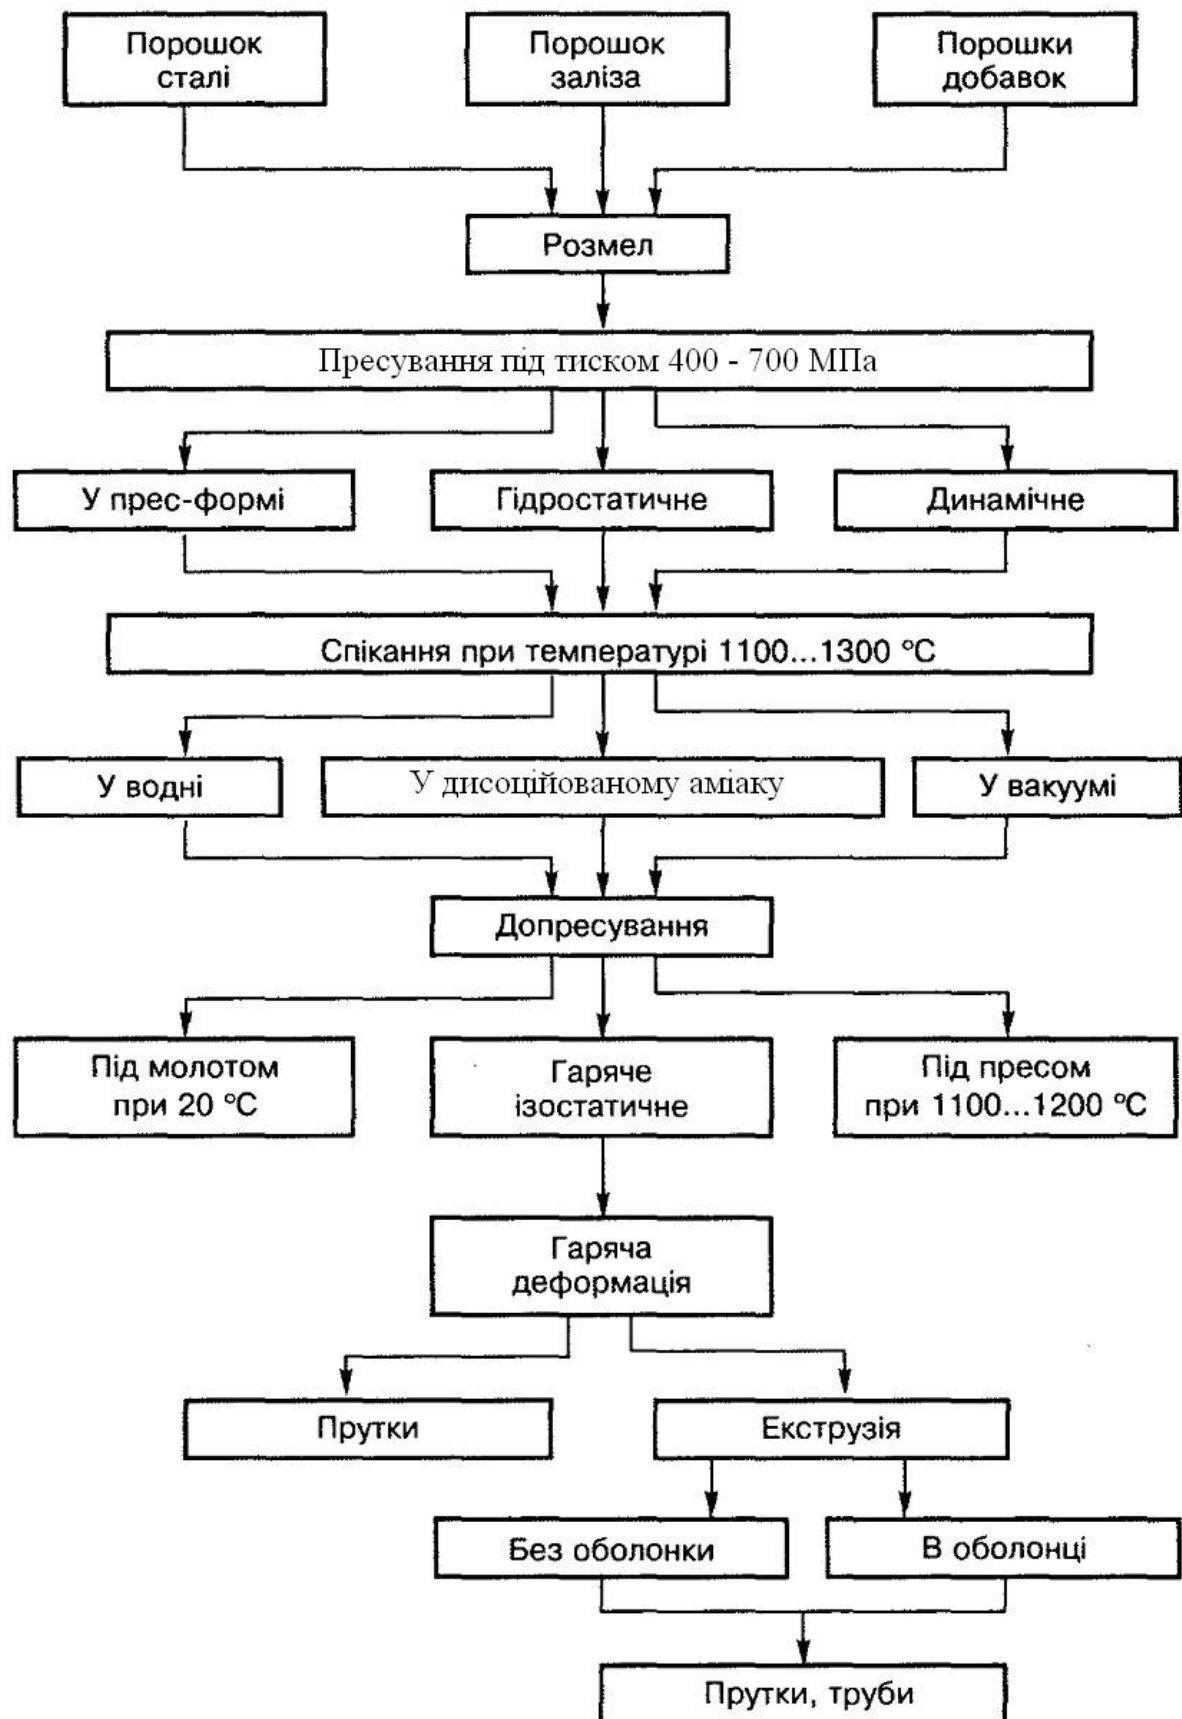 Порошок
сталі
Порошок
заліза
Порошки
добавок
Розмел
Пресування під тиском 400 - 700 МПа
У прес-формі
Гідростатичне
Динамічне
Спікання при температурі 1100...1300 °С
У водні
У дисоційованому аміаку
У вакуумі
Допресування
Під молотом
при 20 °С
Гаряче
ізостатичне
Під пресом
при 1100...1200 °С
Гаряча
деформація
Прутки
Екструзія
Без оболонки
В оболонці
Прутки, труби